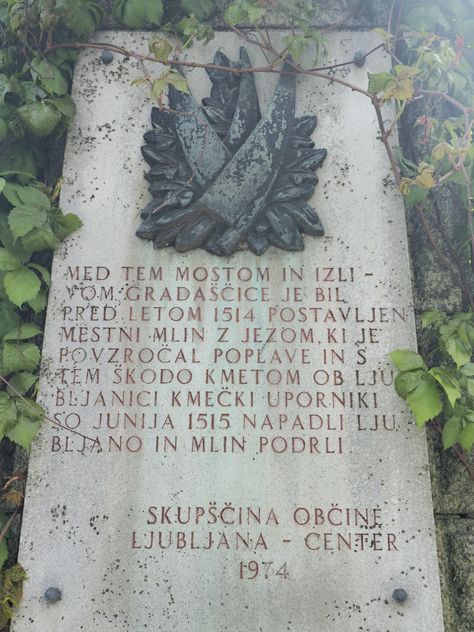 MED TEM MOSTOM IN IZLI -
VOM GRADAŠČICE JE BIL
PRED LETOM 1514 POSTAVLJEN
MESTNI MLIN Z JEZOM, KI JE
POVZROČAL POPLAVE IN S
TEM ŠKODO KMETOM OB LJU
BLJANICI KMEČKI UPORNIKI
SO JUNIJA 1515 NAPADLI LJU
BLJANO IN MLIN PODRLI
SKUPŠČINA OBČINE
LJUBLJANA - CENTER
1974